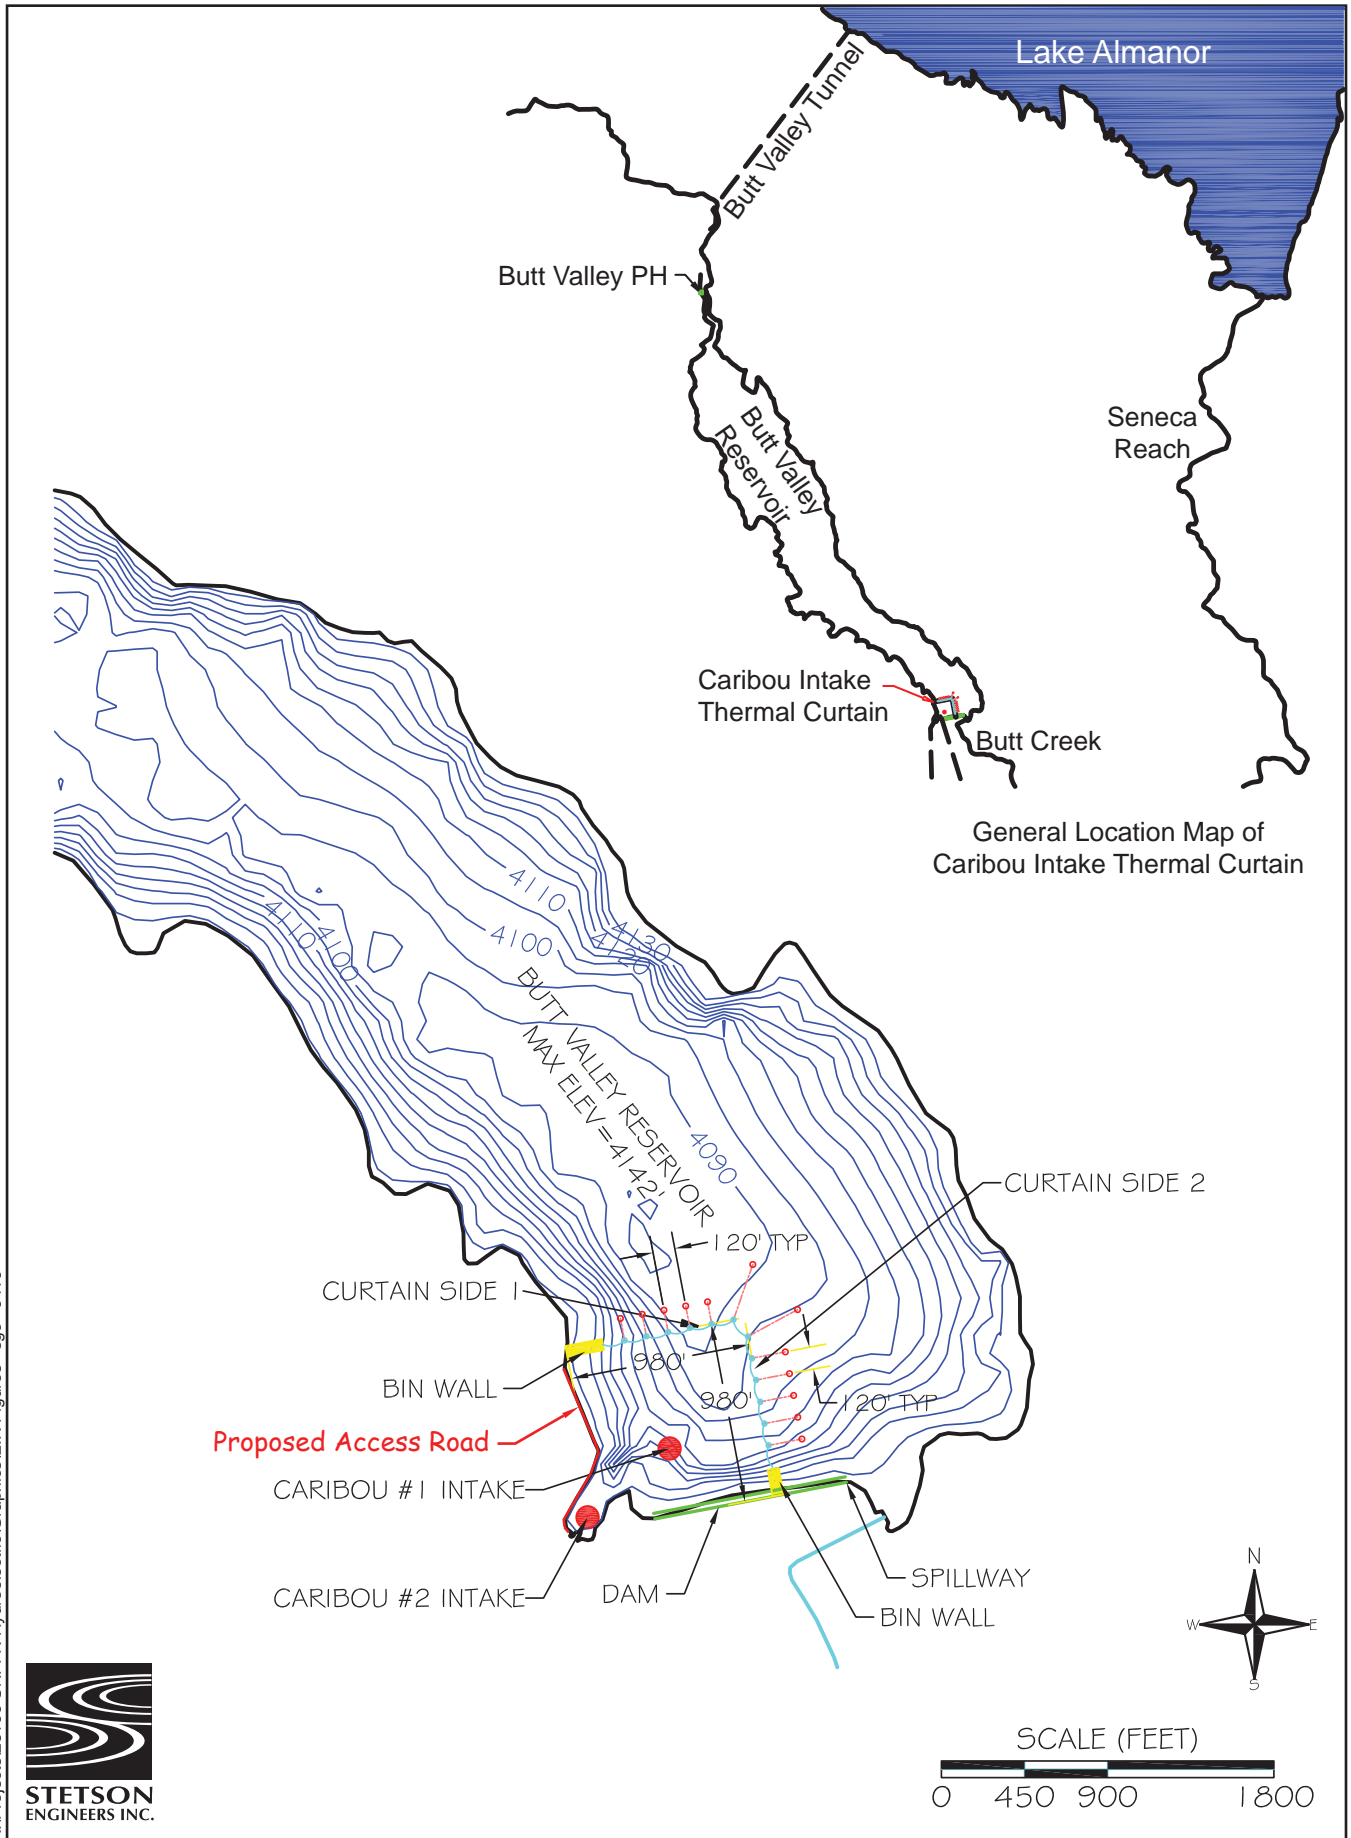 Lake Almanor
Butt Valley Tunnel
Butt Valley PH
Butt Valley
Reservoir
Seneca
Reach
Caribou Intake
Thermal Curtain
Butt Creek
General Location Map of
Caribou Intake Thermal Curtain
4110
4100
4130
4120
4110
4100
BUTT VALLEY RESERVOIR
MAX ELEV=4142'
4090
CURTAIN SIDE 2
120' TYP
CURTAIN SIDE 1
980'
BIN WALL
980'
120' TYP
Proposed Access Road
CARIBOU #1 INTAKE
CARIBOU #2 INTAKE
DAM
SPILLWAY
BIN WALL
N
W
E
S
SCALE (FEET)
0 450 900 1800
STETSON
ENGINEERS INC.